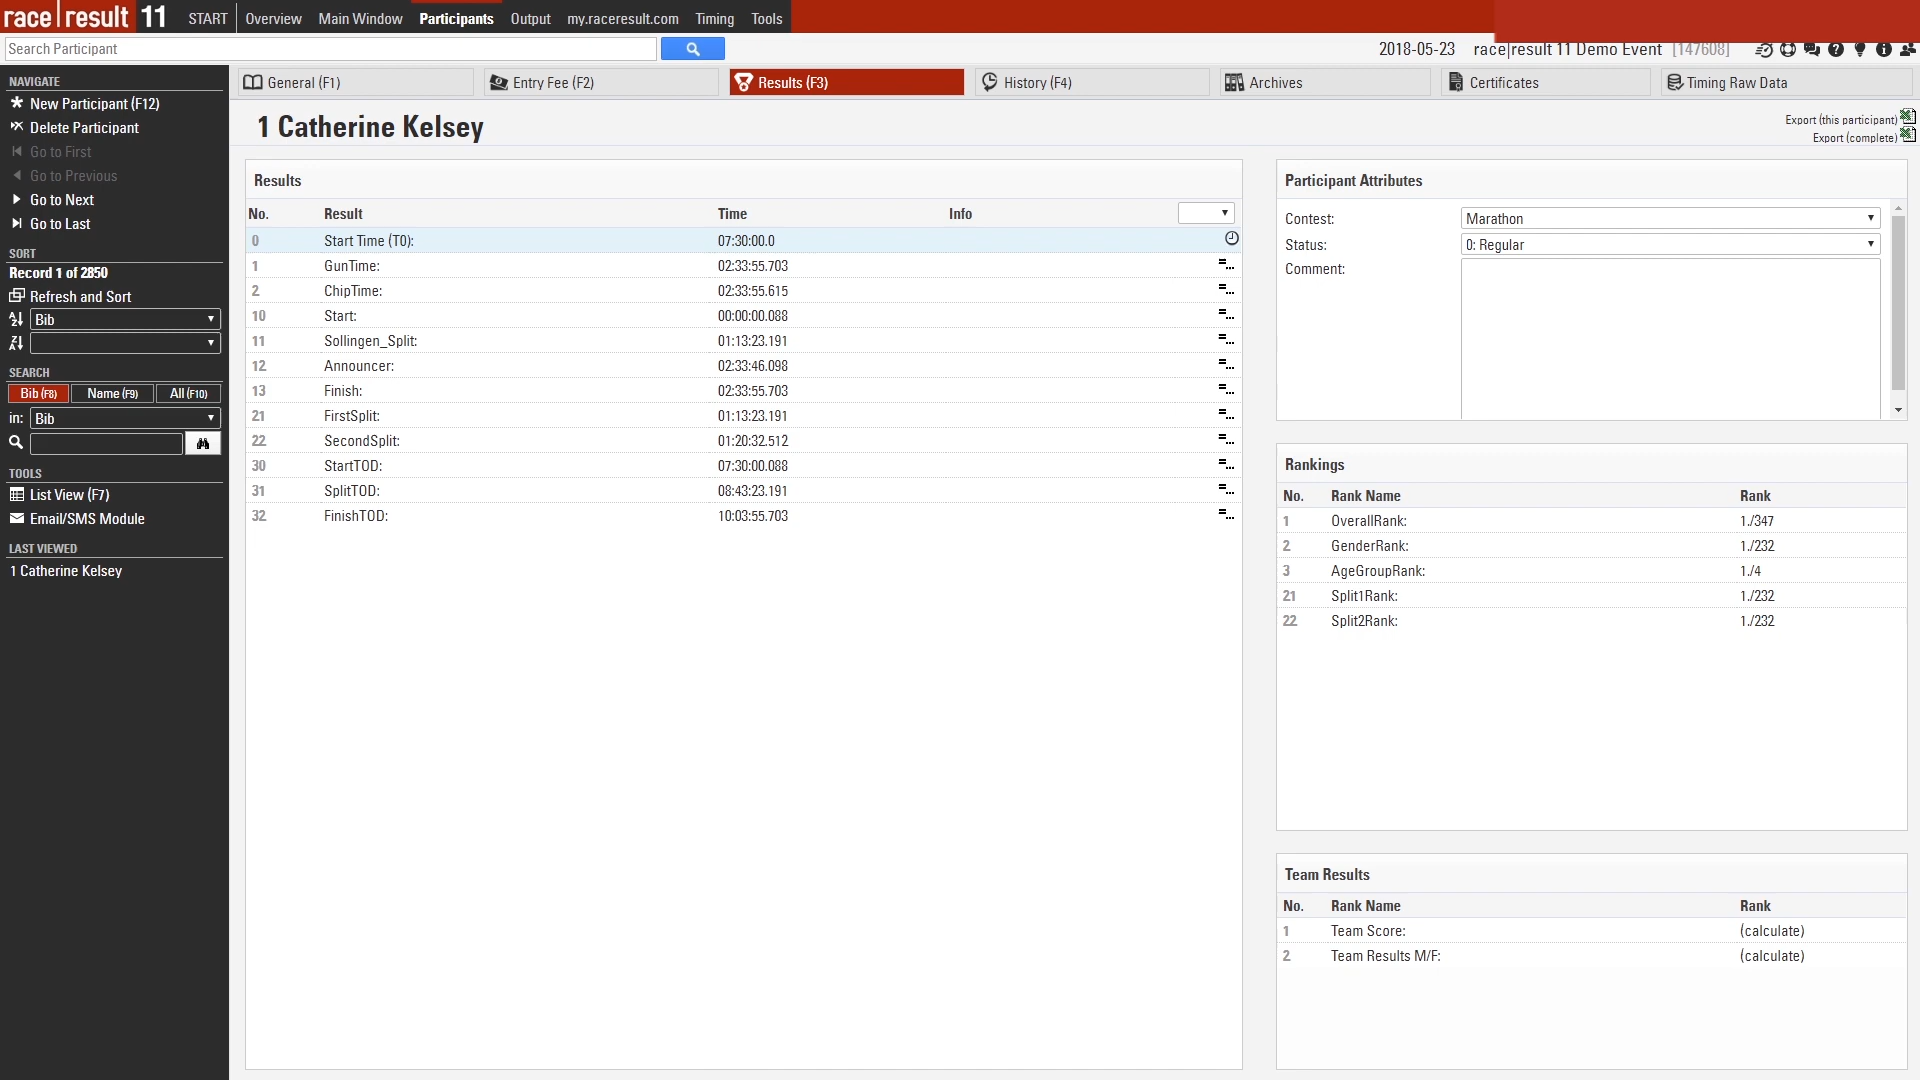 race|result 11 START Overview Main Window Participants Output my.raceresult.com Timing Tools
Search Participant 2018-05-23 race|result 11 Demo Event [147608]
NAVIGATE
New Participant (F12)
Delete Participant
Go to First
Go to Previous
Go to Next
Go to Last
SORT
Record 1 of 2850
Refresh and Sort
Bib
SEARCH
Bib (F8) Name (F9) All (F10)
in: Bib
TOOLS
List View (F7)
Email/SMS Module
LAST VIEWED
1 Catherine Kelsey
General (F1) Entry Fee (F2) Results (F3) History (F4) Archives Certificates Timing Raw Data
1 Catherine Kelsey
Export (this participant)
Export (complete)
Results
No. Result Time Info
0 Start Time (T0): 07:30:00.0
1 GunTime: 02:33:55.703
2 ChipTime: 02:33:55.615
10 Start: 00:00:00.088
11 Sollingen_Split: 01:13:23.191
12 Announcer: 02:33:46.098
13 Finish: 02:33:55.703
21 FirstSplit: 01:13:23.191
22 SecondSplit: 01:20:32.512
30 StartTOD: 07:30:00.088
31 SplitTOD: 08:43:23.191
32 FinishTOD: 10:03:55.703
Participant Attributes
Contest: Marathon
Status: 0: Regular
Comment:
Rankings
No. Rank Name Rank
1 OverallRank: 1./347
2 GenderRank: 1./232
3 AgeGroupRank: 1./4
21 Split1Rank: 1./232
22 Split2Rank: 1./232
Team Results
No. Rank Name Rank
1 Team Score: (calculate)
2 Team Results M/F: (calculate)